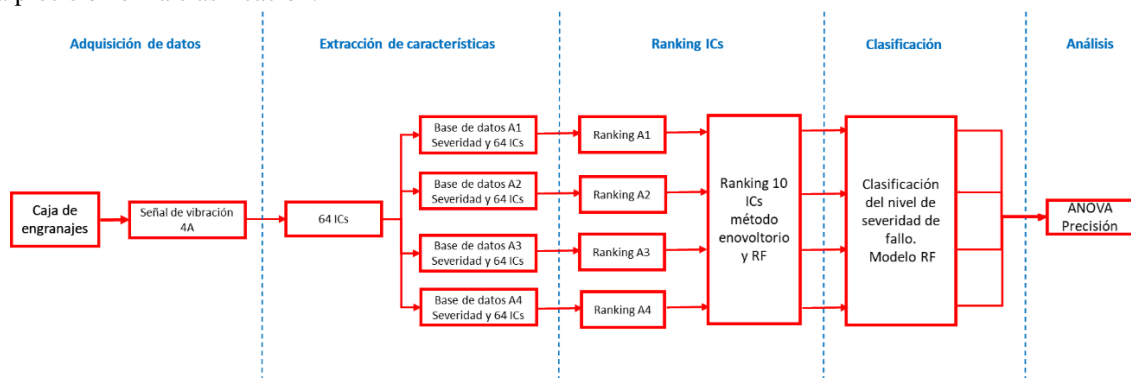 Adquisición de datos
Extracción de características
Ranking ICs
Clasificación
Análisis
Caja de
engranajes
Señal de vibración
4A
64 ICs
Base de datos A1
Severidad y 64 ICs
Base de datos A2
Severidad y 64 ICs
Base de datos A3
Severidad y 64 ICs
Base de datos A4
Severidad y 64 ICs
Ranking A1
Ranking A2
Ranking A3
Ranking A4
Ranking 10
ICs
método
enovoltorio
y RF
Clasificación
del nivel de
severidad de
fallo.
Modelo RF
ANOVA
Precisión